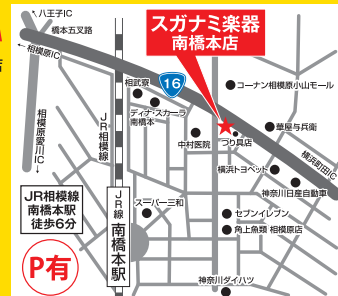 八王子IC
橋本五叉路
相模原IC
スガナミ楽器
南橋本店
16
相武寮
ディナ・スカーラ
南橋本
コーナン相模原小山モール
相模原愛川IC
JR相模線
中村医院
つり具店
華屋与兵衛
横浜町田IC
横浜トヨペット
神奈川日産自動車
JR相模線
南橋本駅
徒歩6分
JR線
南橋本駅
スーパー三和
セブンイレブン
角上魚類 相模原店
P有
神奈川ダイハツ